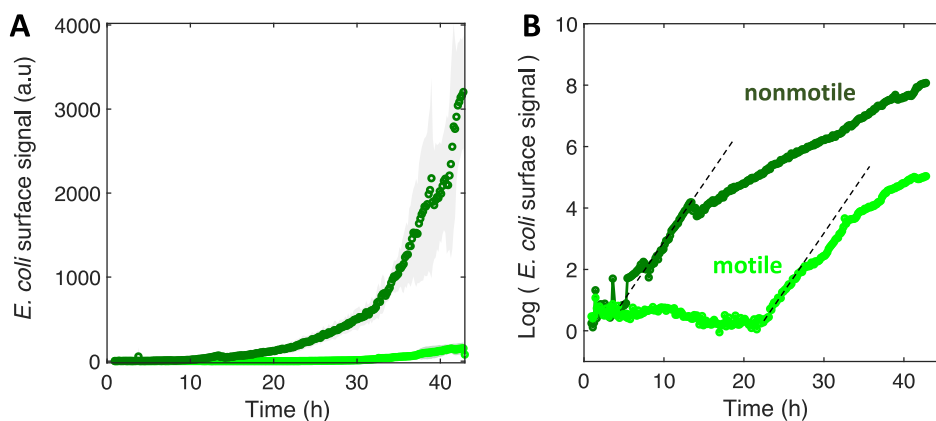 A
E. coli surface signal (a.u)
4000
3000
2000
1000
0
0 10 20 30 40
Time (h)
B
Log ( E. coli surface signal )
10
8
6
4
2
0
0 10 20 30 40
Time (h)
nonmotile
motile